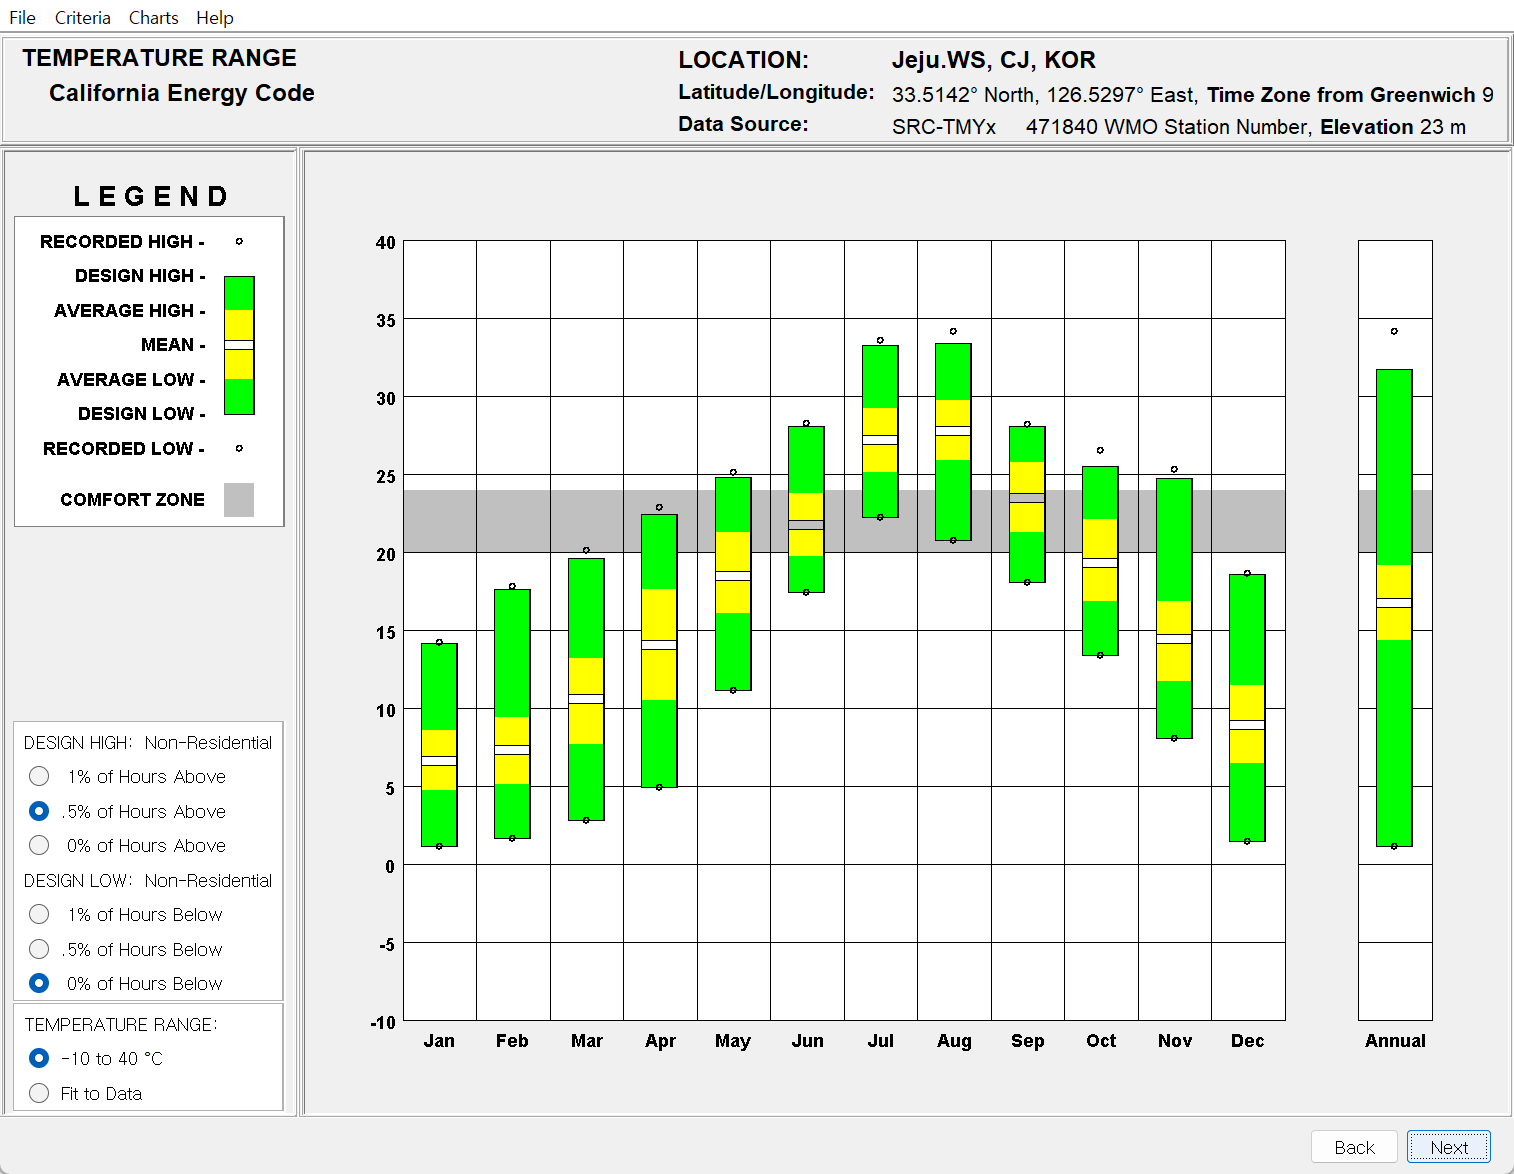 File Criteria Charts Help
TEMPERATURE RANGE
California Energy Code
LOCATION: Jeju.WS, CJ, KOR
Latitude/Longitude: 33.5142° North, 126.5297° East, Time Zone from Greenwich 9
Data Source: SRC-TMYx 471840 WMO Station Number, Elevation 23 m
LEGEND
RECORDED HIGH -
DESIGN HIGH -
AVERAGE HIGH -
MEAN -
AVERAGE LOW -
DESIGN LOW -
RECORDED LOW -
COMFORT ZONE
DESIGN HIGH: Non-Residential
1% of Hours Above
.5% of Hours Above
0% of Hours Above
DESIGN LOW: Non-Residential
1% of Hours Below
.5% of Hours Below
0% of Hours Below
TEMPERATURE RANGE:
-10 to 40 °C
Fit to Data
40
35
30
25
20
15
10
5
0
-5
-10
Jan Feb Mar Apr May Jun Jul Aug Sep Oct Nov Dec Annual
Back Next